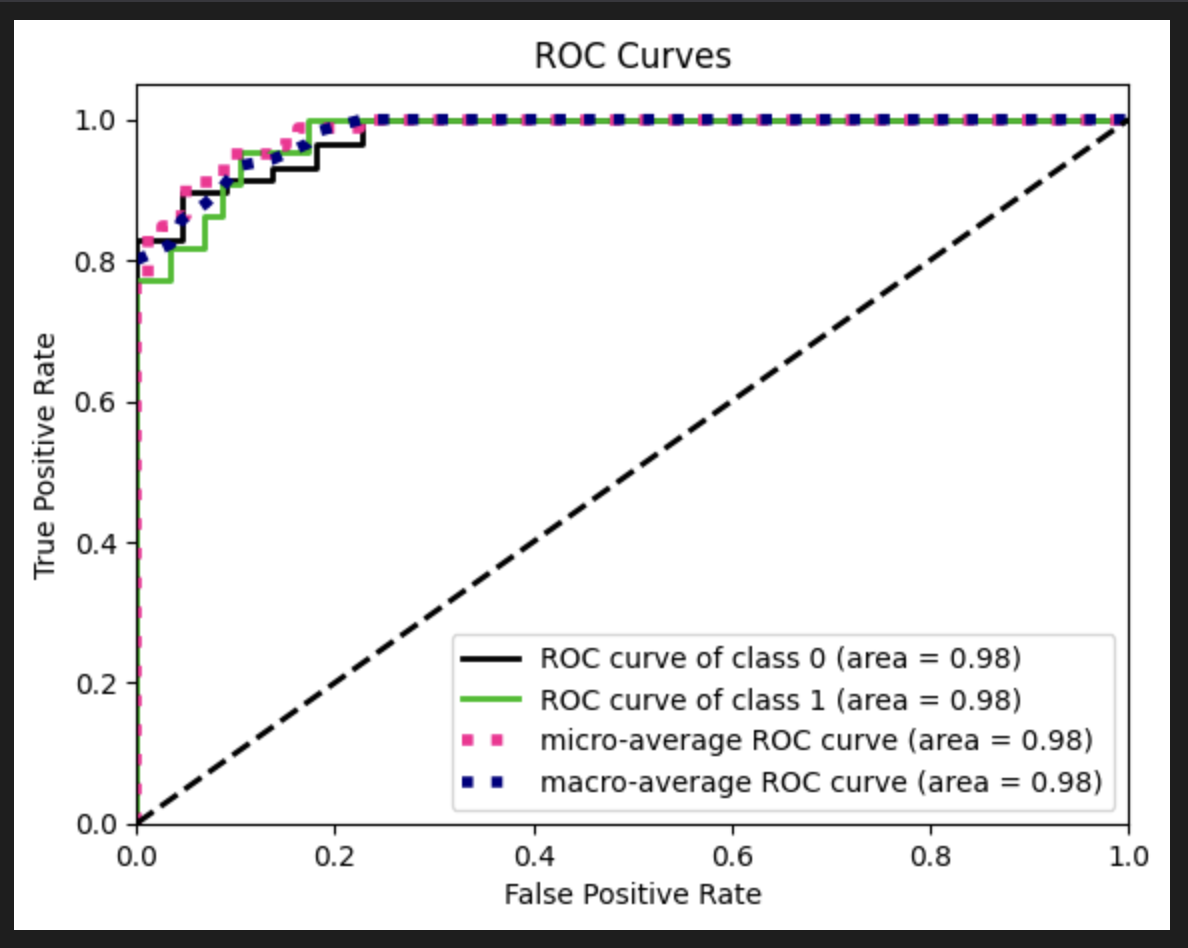 ROC Curves
True Positive Rate
1.0
0.8
0.6
0.4
0.2
0.0
ROC curve of class 0 (area = 0.98)
ROC curve of class 1 (area = 0.98)
micro-average ROC curve (area = 0.98)
macro-average ROC curve (area = 0.98)
0.0 0.2 0.4 0.6 0.8 1.0
False Positive Rate